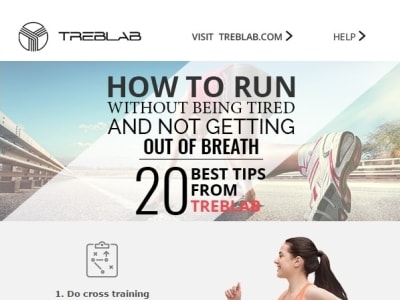 TREBLAB
VISIT TREBLAB.COM
HELP
HOW TO RUN
WITHOUT BEING TIRED
AND NOT GETTING
OUT OF BREATH
20 BEST TIPS
FROM
TREBLAB
1. Do cross training